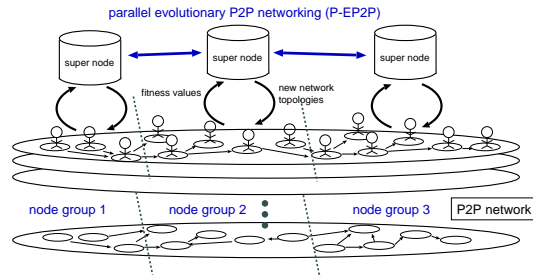 parallel evolutionary P2P networking (P-EP2P)
super node
super node
super node
fitness values
new network
topologies
node group 1
node group 2
node group 3
P2P network